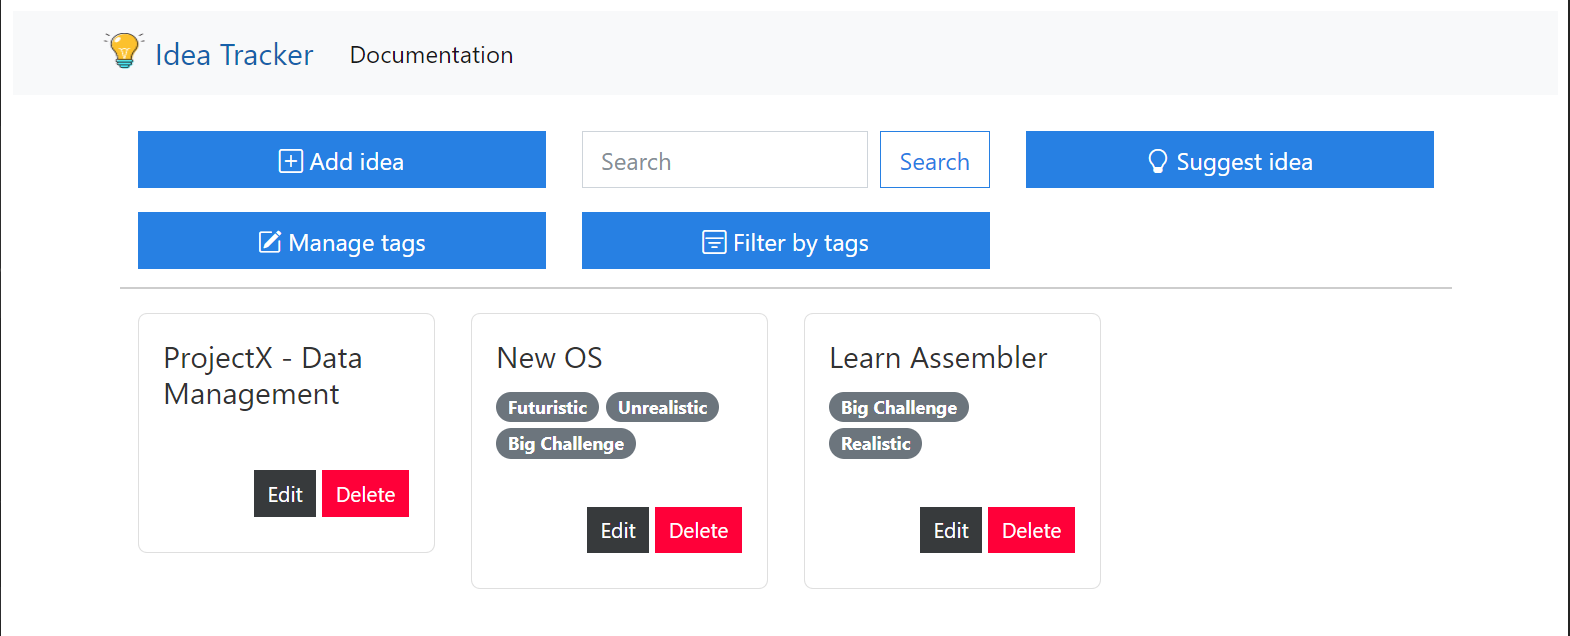 Idea Tracker Documentation
Add idea
Search
Search
Suggest idea
Manage tags
Filter by tags
ProjectX - Data
Management
Edit Delete
New OS
Futuristic Unrealistic
Big Challenge
Edit Delete
Learn Assembler
Big Challenge
Realistic
Edit Delete